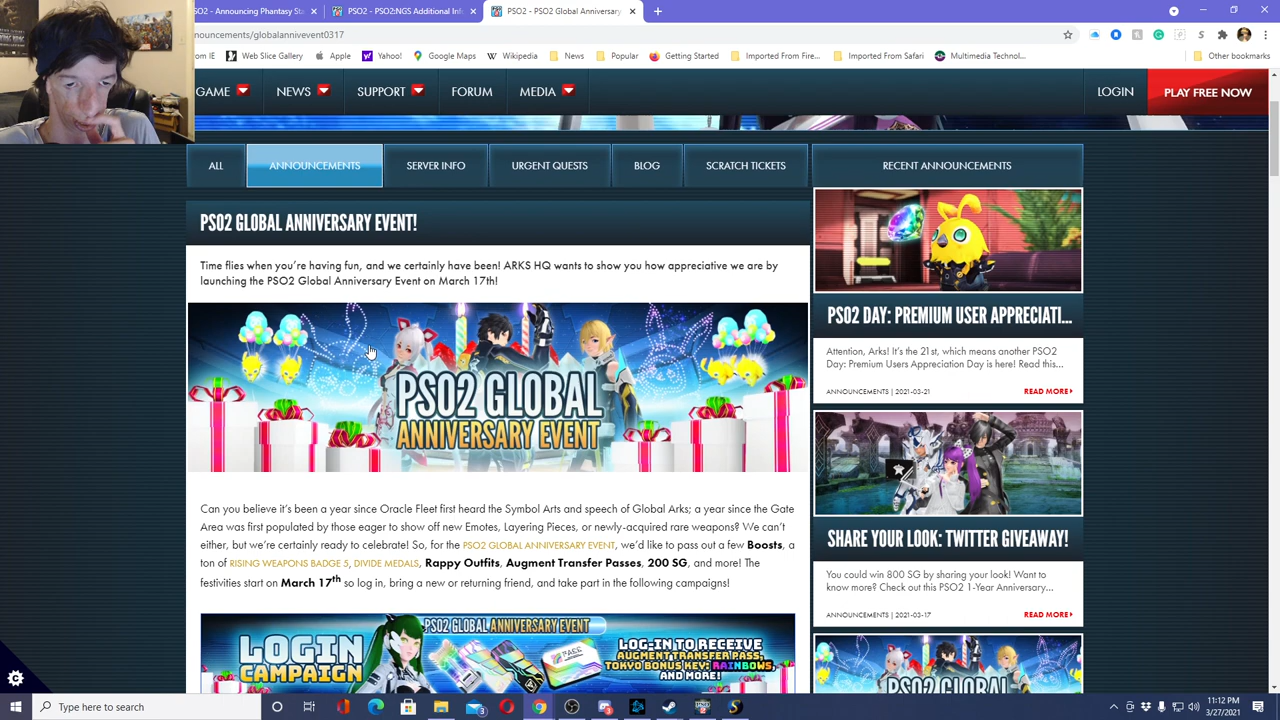 PSO2 - Anniversary St
PSO2 - PSO2:NGS Additional Inf
PSO2 - PSO2 Global Anniversary
nouncements/globalannivevent0317
om IE
Web Slice Gallery
Apple
Yahoo!
Google Maps
Wikipedia
News
Popular
Getting Started
Imported From Fire...
Imported From Safari
Multimedia Technol...
Other bookmarks
GAME
NEWS
SUPPORT
FORUM
MEDIA
LOGIN
PLAY FREE NOW
ALL
ANNOUNCEMENTS
SERVER INFO
URGENT QUESTS
BLOG
SCRATCH TICKETS
RECENT ANNOUNCEMENTS
PSO2 GLOBAL ANNIVERSARY EVENT!
Time flies when you're having fun, and we certainly have been! ARKS HQ wants to show you how appreciative we are by
launching the PSO2 Global Anniversary Event on March 17th!
PSO2 GLOBAL
ANNIVERSARY EVENT
Can you believe it's been a year since Oracle Fleet first heard the Symbol Arts and speech of Global Arks; a year since the Gate
Area was first populated by those eager to show off new Emotes, Layering Pieces, or newly-acquired rare weapons? We can't
either, but we're certainly ready to celebrate! So, for the PSO2 GLOBAL ANNIVERSARY EVENT, we'd like to pass out a few Boosts, a
ton of RISING WEAPONS BADGE 5, DIVIDE MEDALS, Rappy Outfits, Augment Transfer Passes, 200 SG, and more! The
festivities start on March 17th so log in, bring a new or returning friend, and take part in the following campaigns!
PSO2 GLOBAL ANNIVERSARY EVENT
LOGIN
CAMPAIGN
PASS
LOG-IN TO RECEIVE
AUGMENT TRANSFER PASS,
TOKYO BONUS KEY: RAINBOWS,
AND MORE!
PSO2 DAY: PREMIUM USER APPRECIATI...
Attention, Arks! It's the 21st, which means another PSO2
Day: Premium Users Appreciation Day is here! Read this...
ANNOUNCEMENTS | 2021-03-21
READ MORE
SHARE YOUR LOOK: TWITTER GIVEAWAY!
You could win 800 SG by sharing your look! Want to
know more? Check out this PSO2 1-Year Anniversary...
ANNOUNCEMENTS | 2021-03-17
READ MORE
PSO2 GLOBAL
Type here to search
11:12 PM
3/27/2021